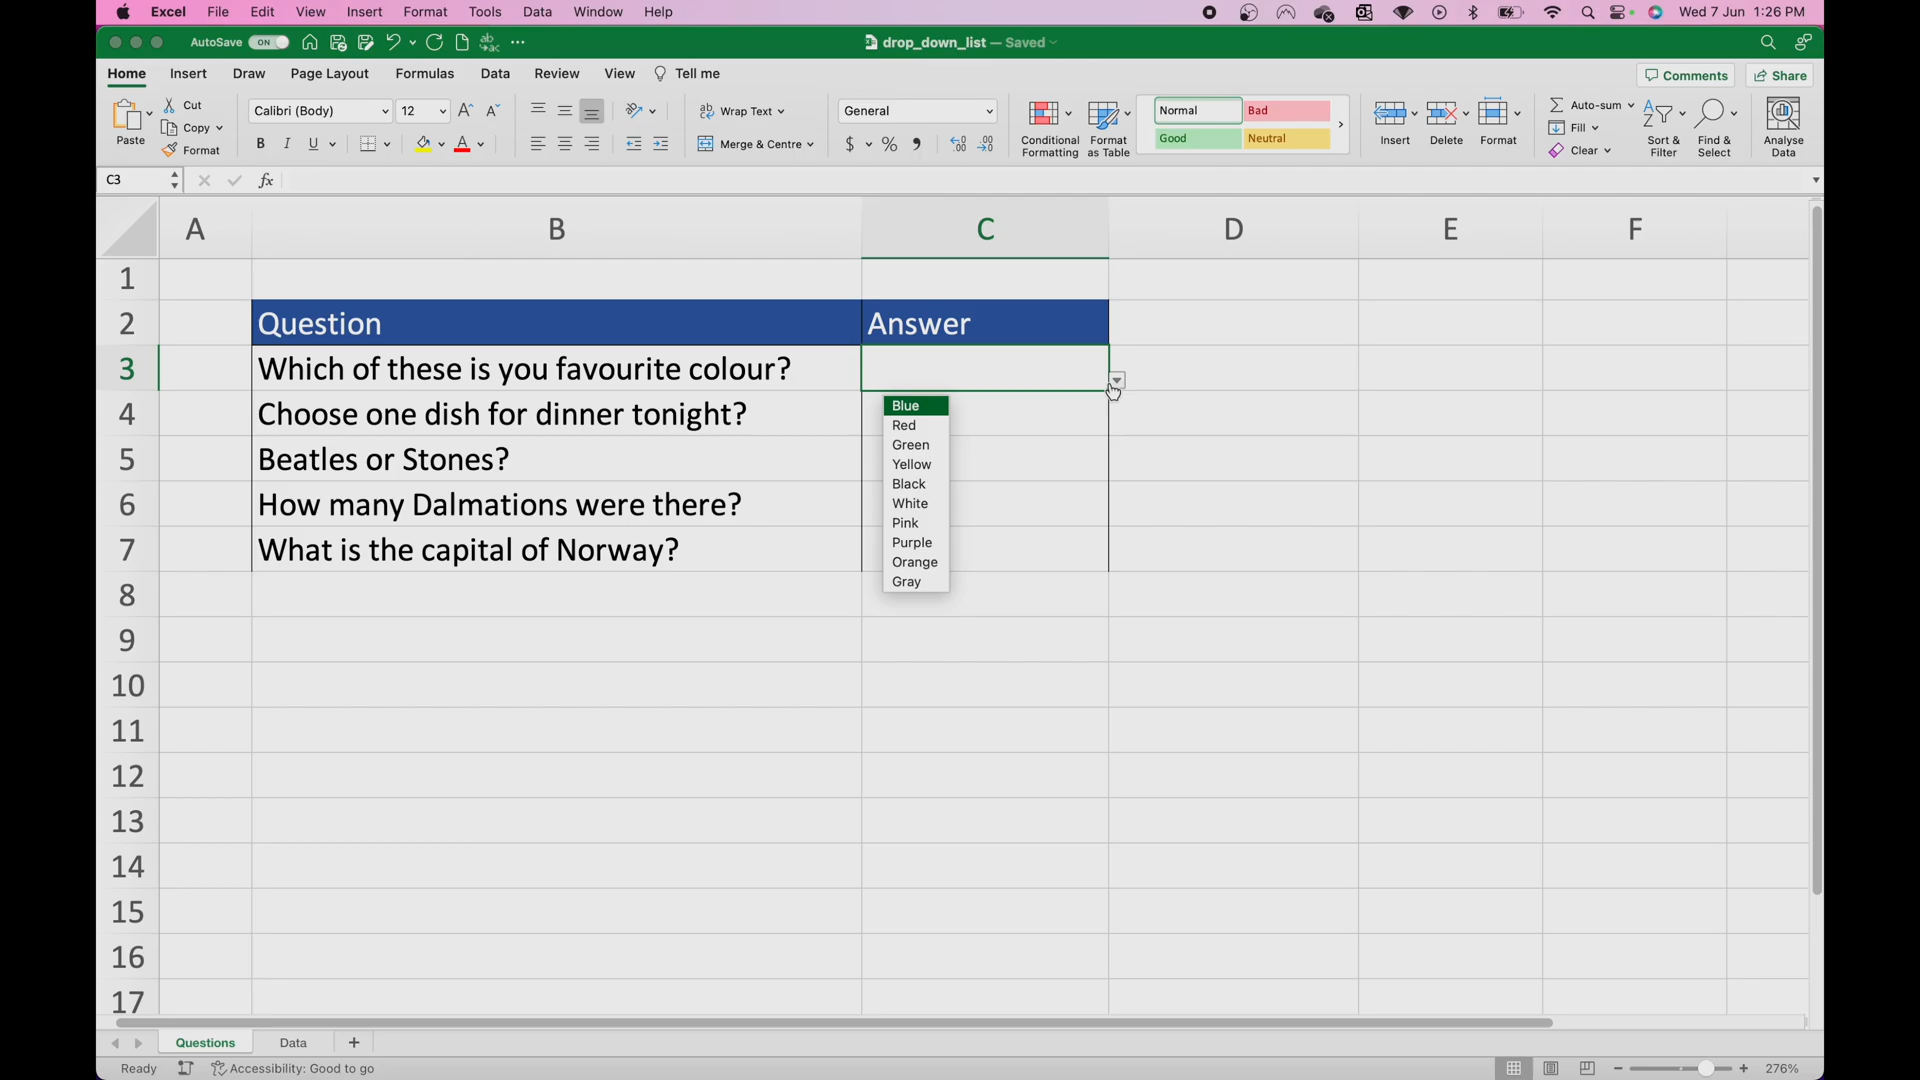 Excel File Edit View Insert Format Tools Data Window Help Wed 7 Jun 1:26 PM
AutoSave ON drop_down_list — Saved
Home Insert Draw Page Layout Formulas Data Review View Tell me Comments Share
Paste Cut Copy Format
Calibri (Body) 12
B I U A
Wrap Text
Merge & Centre
General
$ %
Conditional Formatting
Format as Table
Normal Bad
Good Neutral
Insert Delete Format
Auto-sum
Fill
Clear
Sort & Filter
Find & Select
Analyse Data
C3 fx
A B C D E F
1
2 Question Answer
3 Which of these is you favourite colour?
4 Choose one dish for dinner tonight?
5 Beatles or Stones?
6 How many Dalmations were there?
7 What is the capital of Norway?
Blue
Red
Green
Yellow
Black
White
Pink
Purple
Orange
Gray
8
9
10
11
12
13
14
15
16
17
Questions Data
Ready Accessibility: Good to go 276%